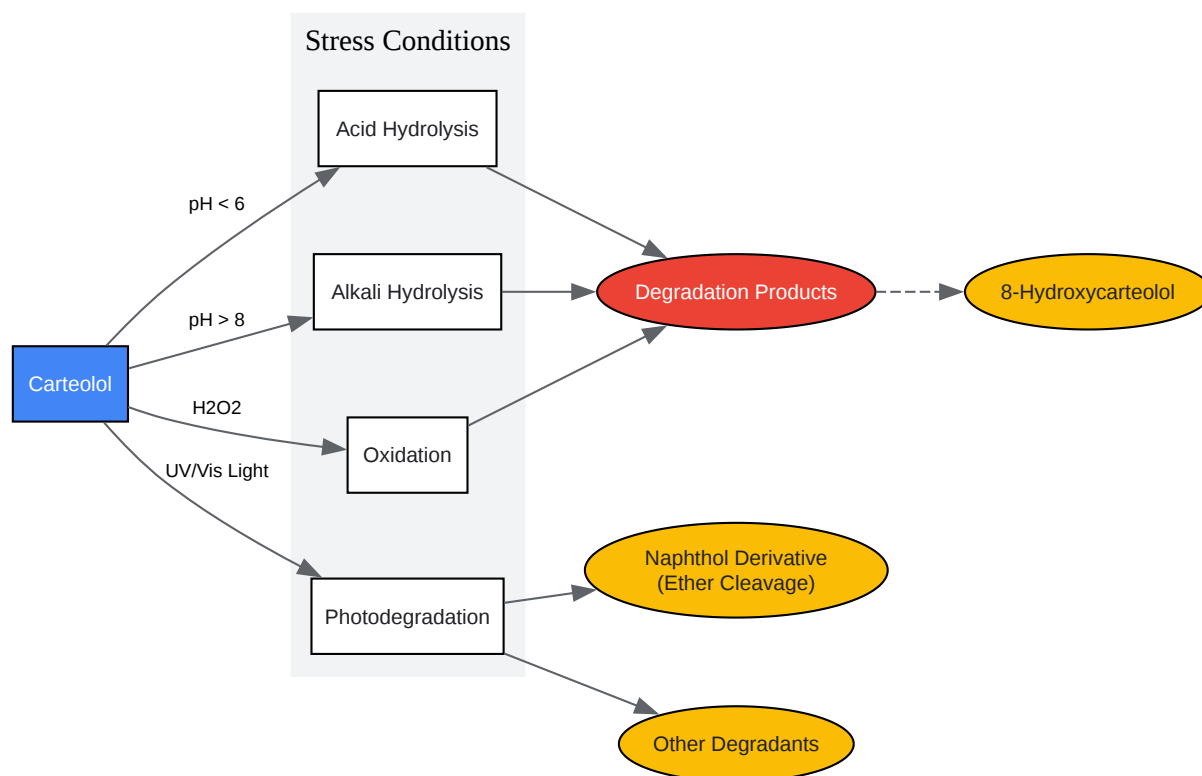 Stress Conditions
Acid Hydrolysis
pH < 6
Alkali Hydrolysis
Degradation Products
8-Hydroxycarteolol
pH > 8
Carteolol
H2O2
Oxidation
UV/Vis Light
Naphthol Derivative
(Ether Cleavage)
Photodegradation
Other Degradants